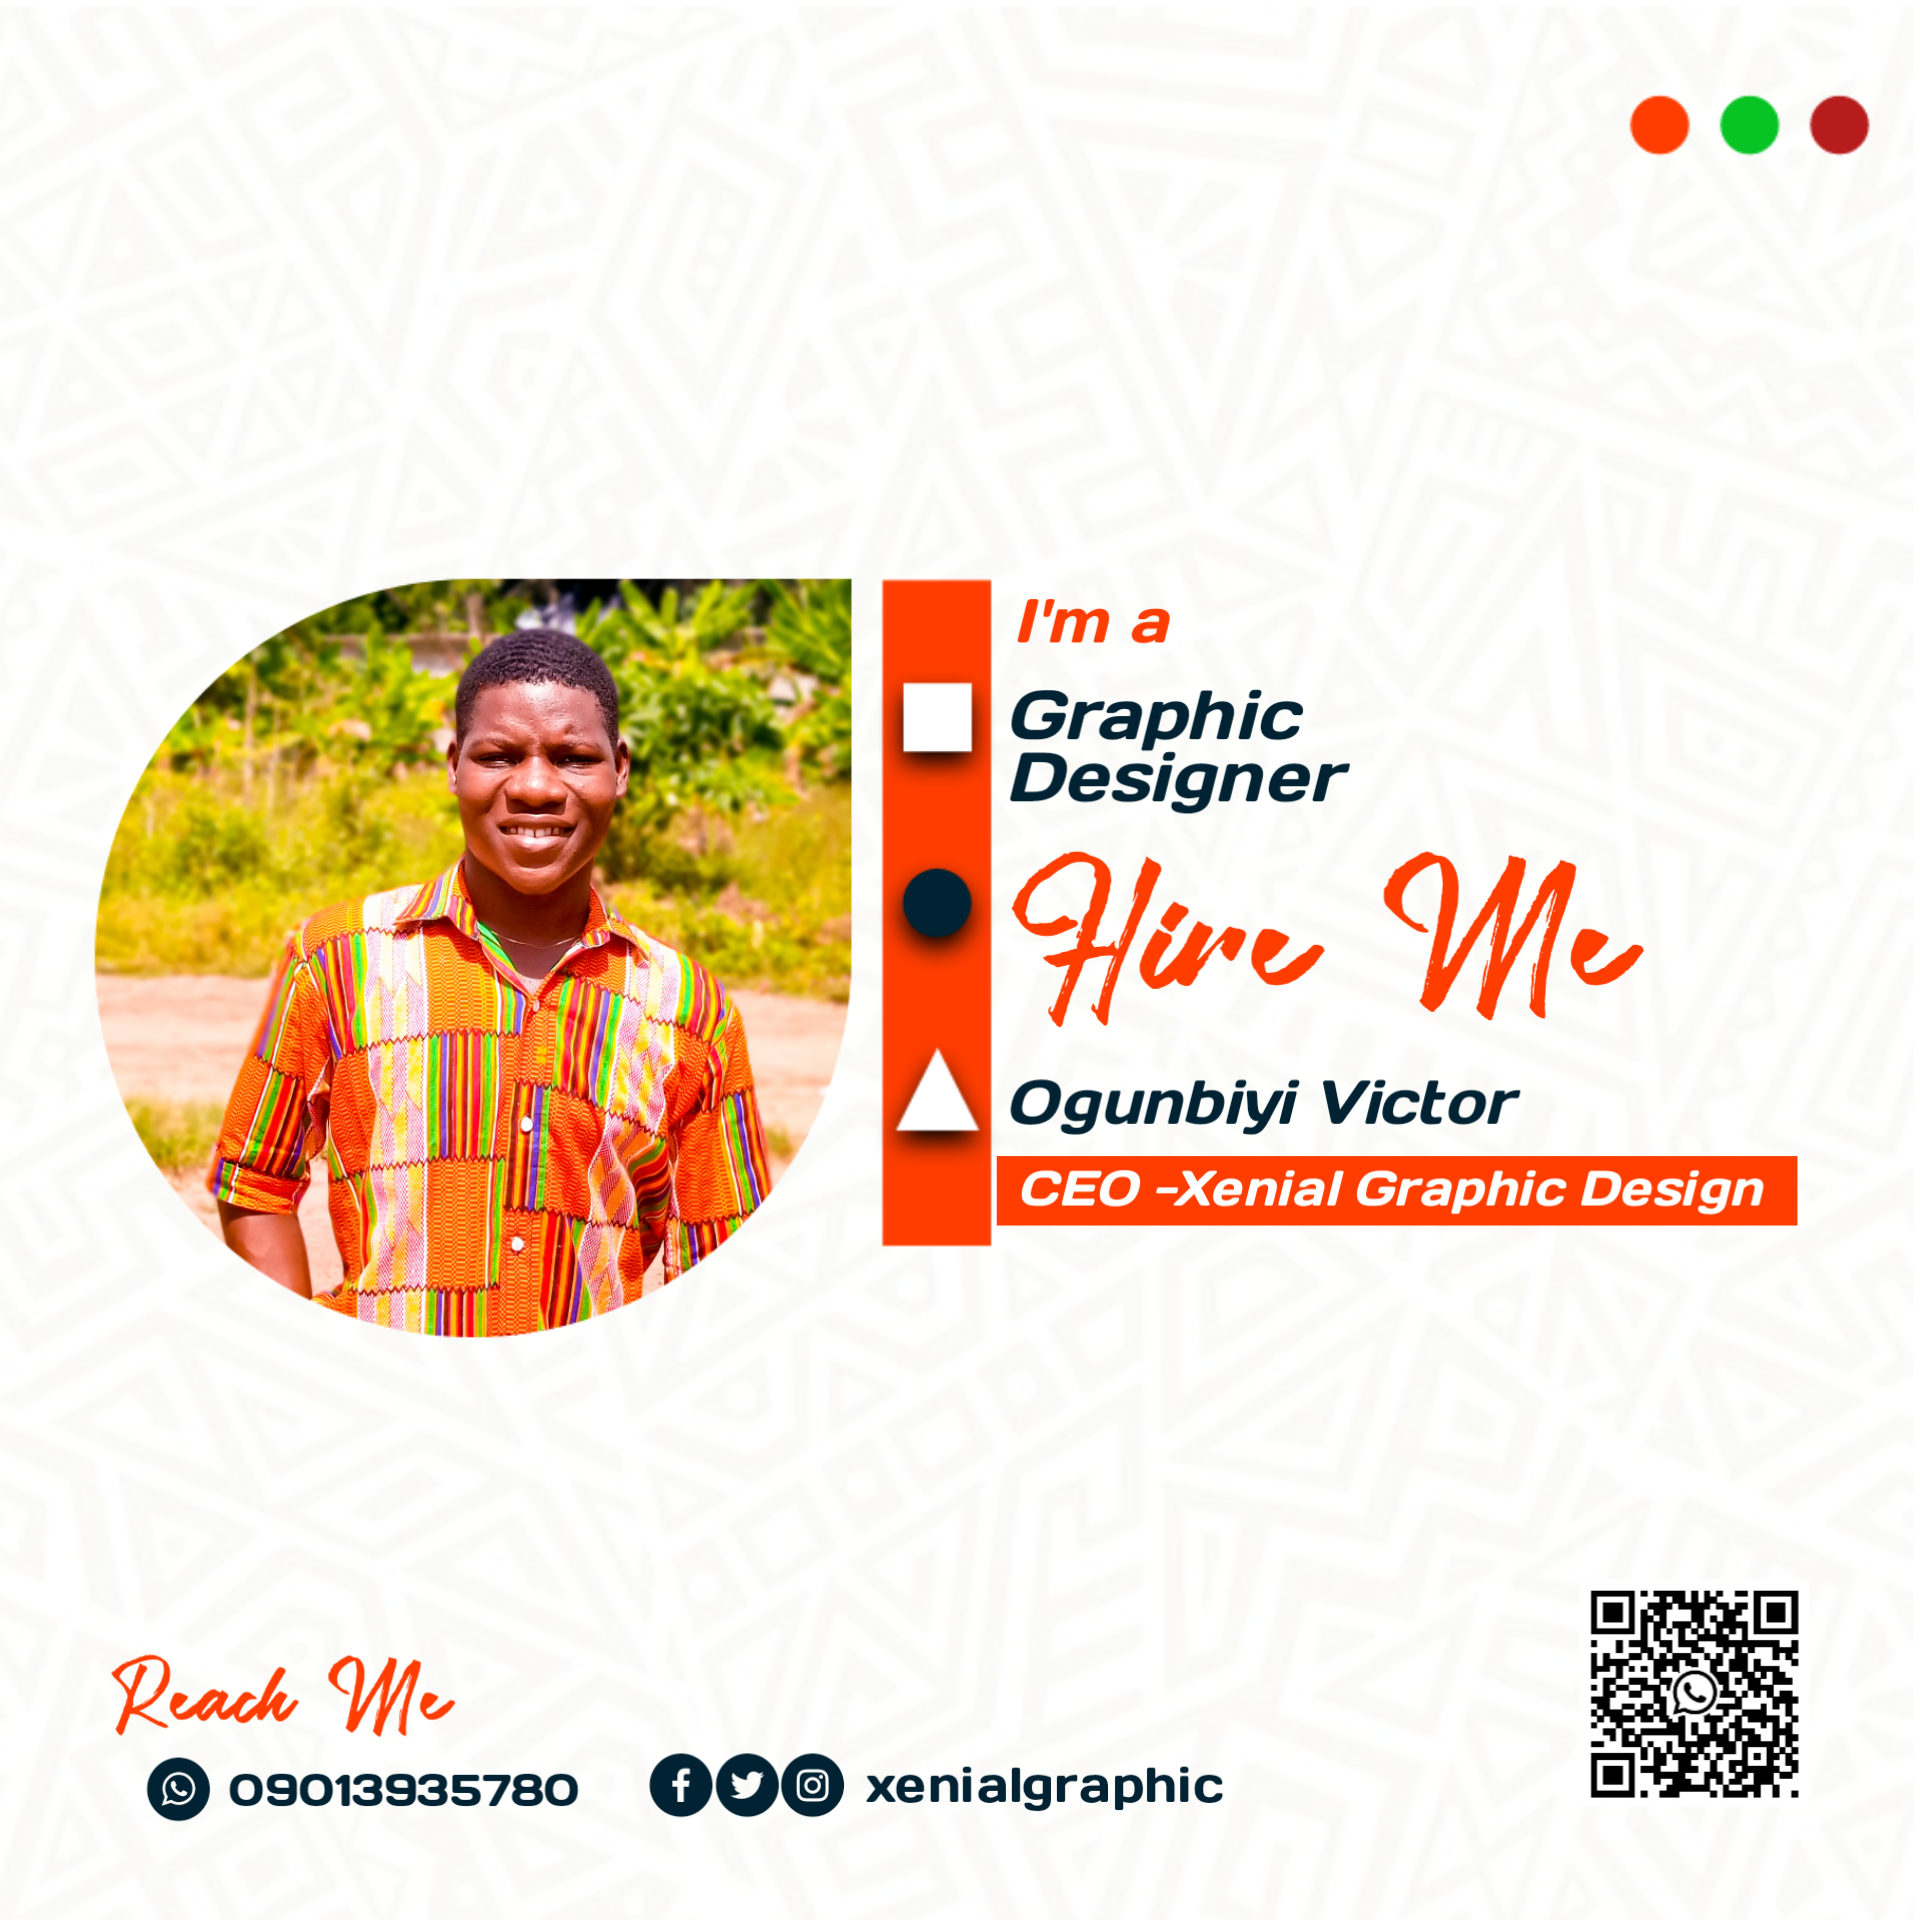 I'm a
Graphic
Designer
Hire Me
Ogunbiyi Victor
CEO -Xenial Graphic Design
Reach Me
09013935780
xenialgraphic